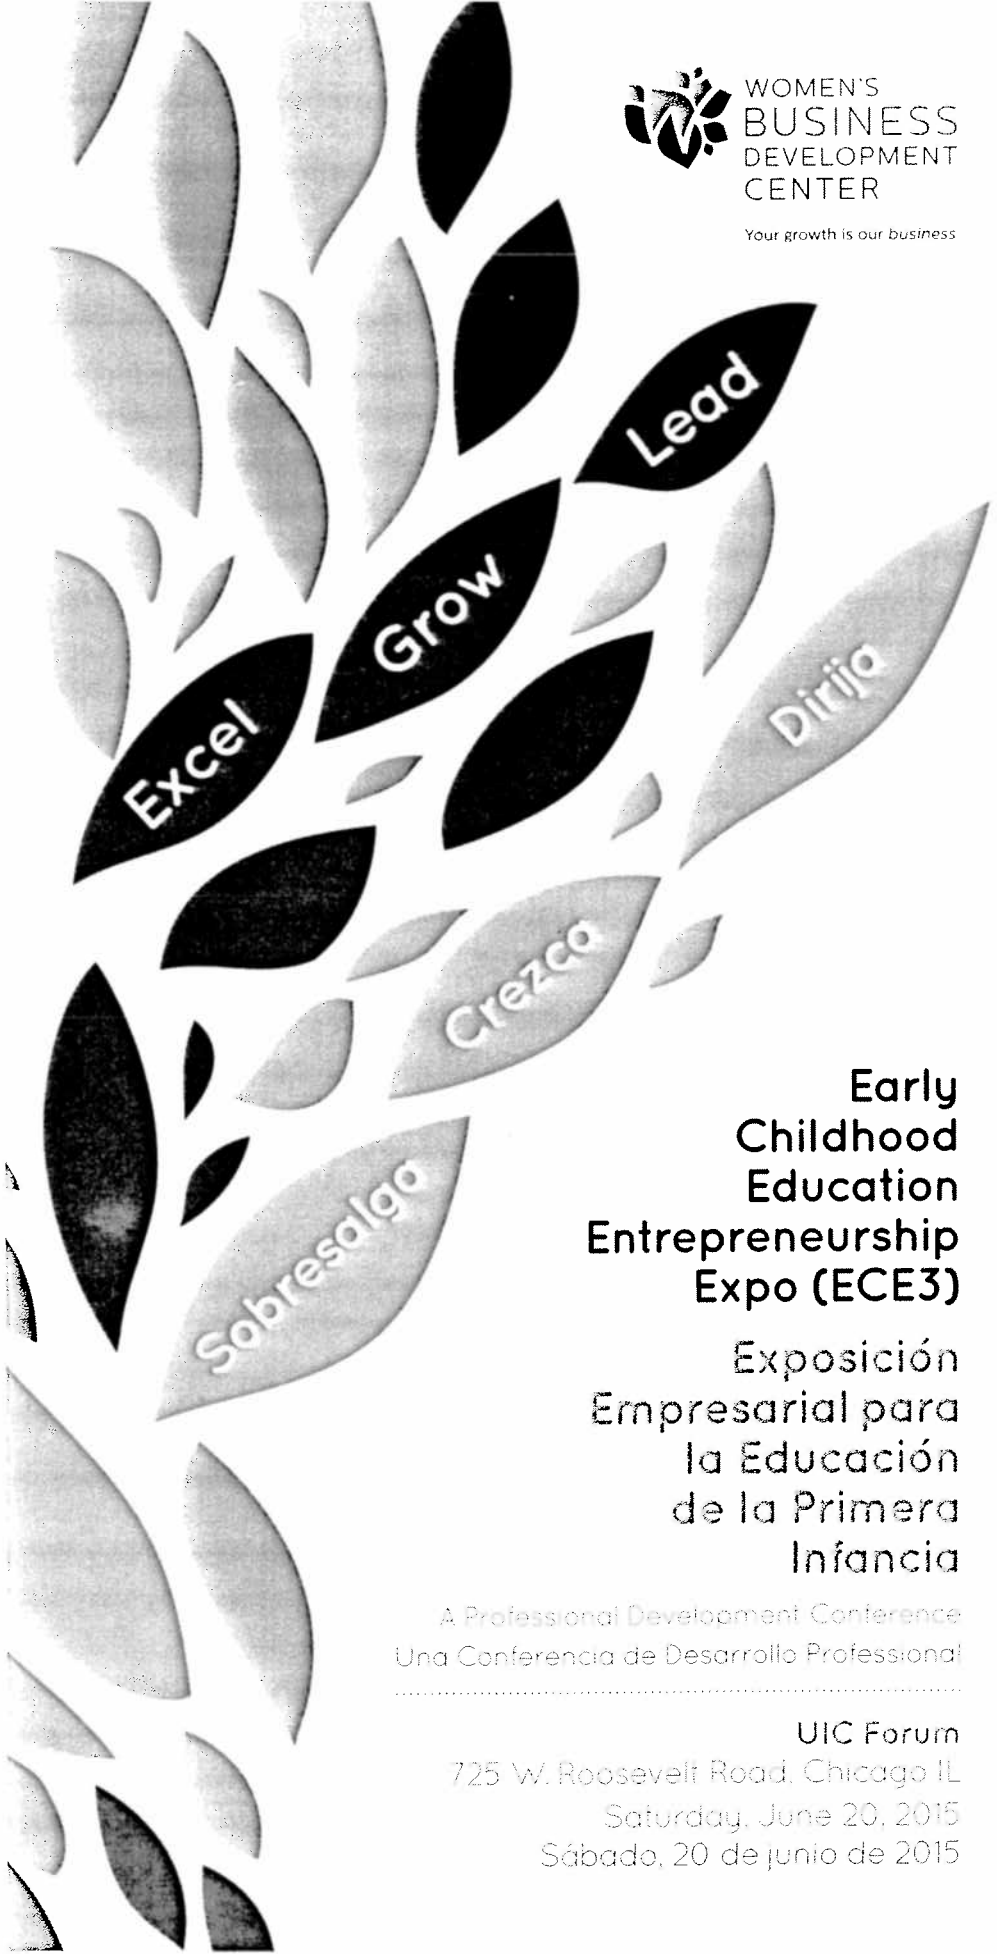 WOMEN'S
BUSINESS
DEVELOPMENT
CENTER
Your growth is our business
Lead
Grow
Excel
Dirija
Crezca
Sobresalga
Early
Childhood
Education
Entrepreneurship
Expo (ECE3)
Exposición
Empresarial para
la Educación
de la Primera
Infancia
A Professional Development Conference
Una Conferencia de Desarrollo Professional
UIC Forum
725 W. Roosevelt Road, Chicago IL
Saturday, June 20, 2015
Sábado, 20 de junio de 2015